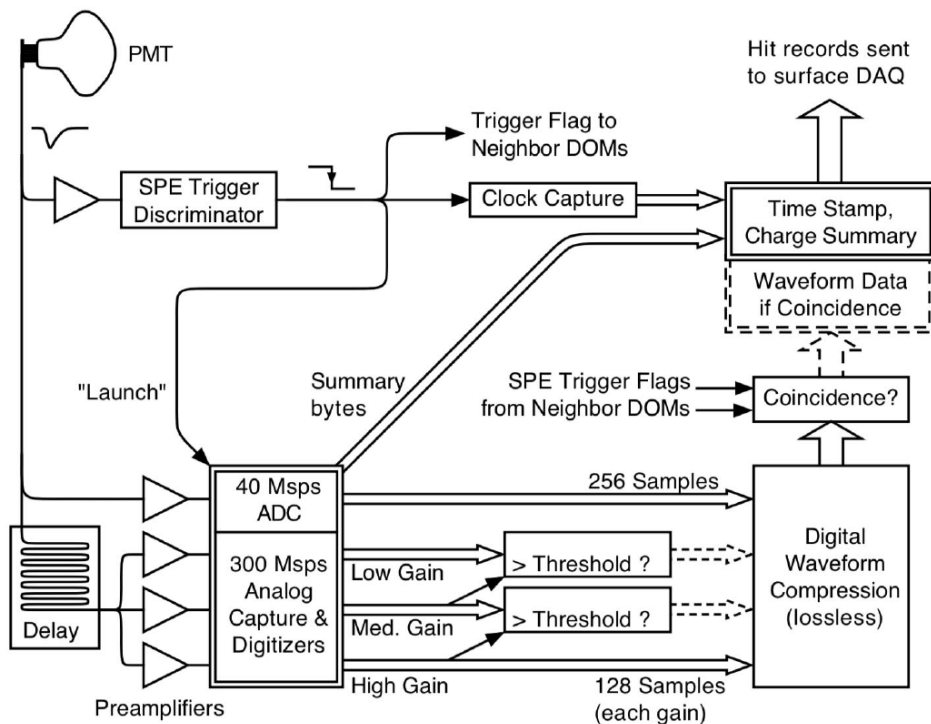 PMT
Hit records sent
to surface DAQ
Trigger Flag to
Neighbor DOMs
SPE Trigger
Discriminator
Clock Capture
Time Stamp,
Charge Summary
Waveform Data
if Coincidence
"Launch"
Summary
bytes
SPE Trigger Flags
from Neighbor DOMs
Coincidence?
40 Msps
ADC
256 Samples
300 Msps
Analog
Capture &
Digitizers
Low Gain
> Threshold ?
Med. Gain
> Threshold ?
High Gain
128 Samples
(each gain)
Digital
Waveform
Compression
(lossless)
Delay
Preamplifiers